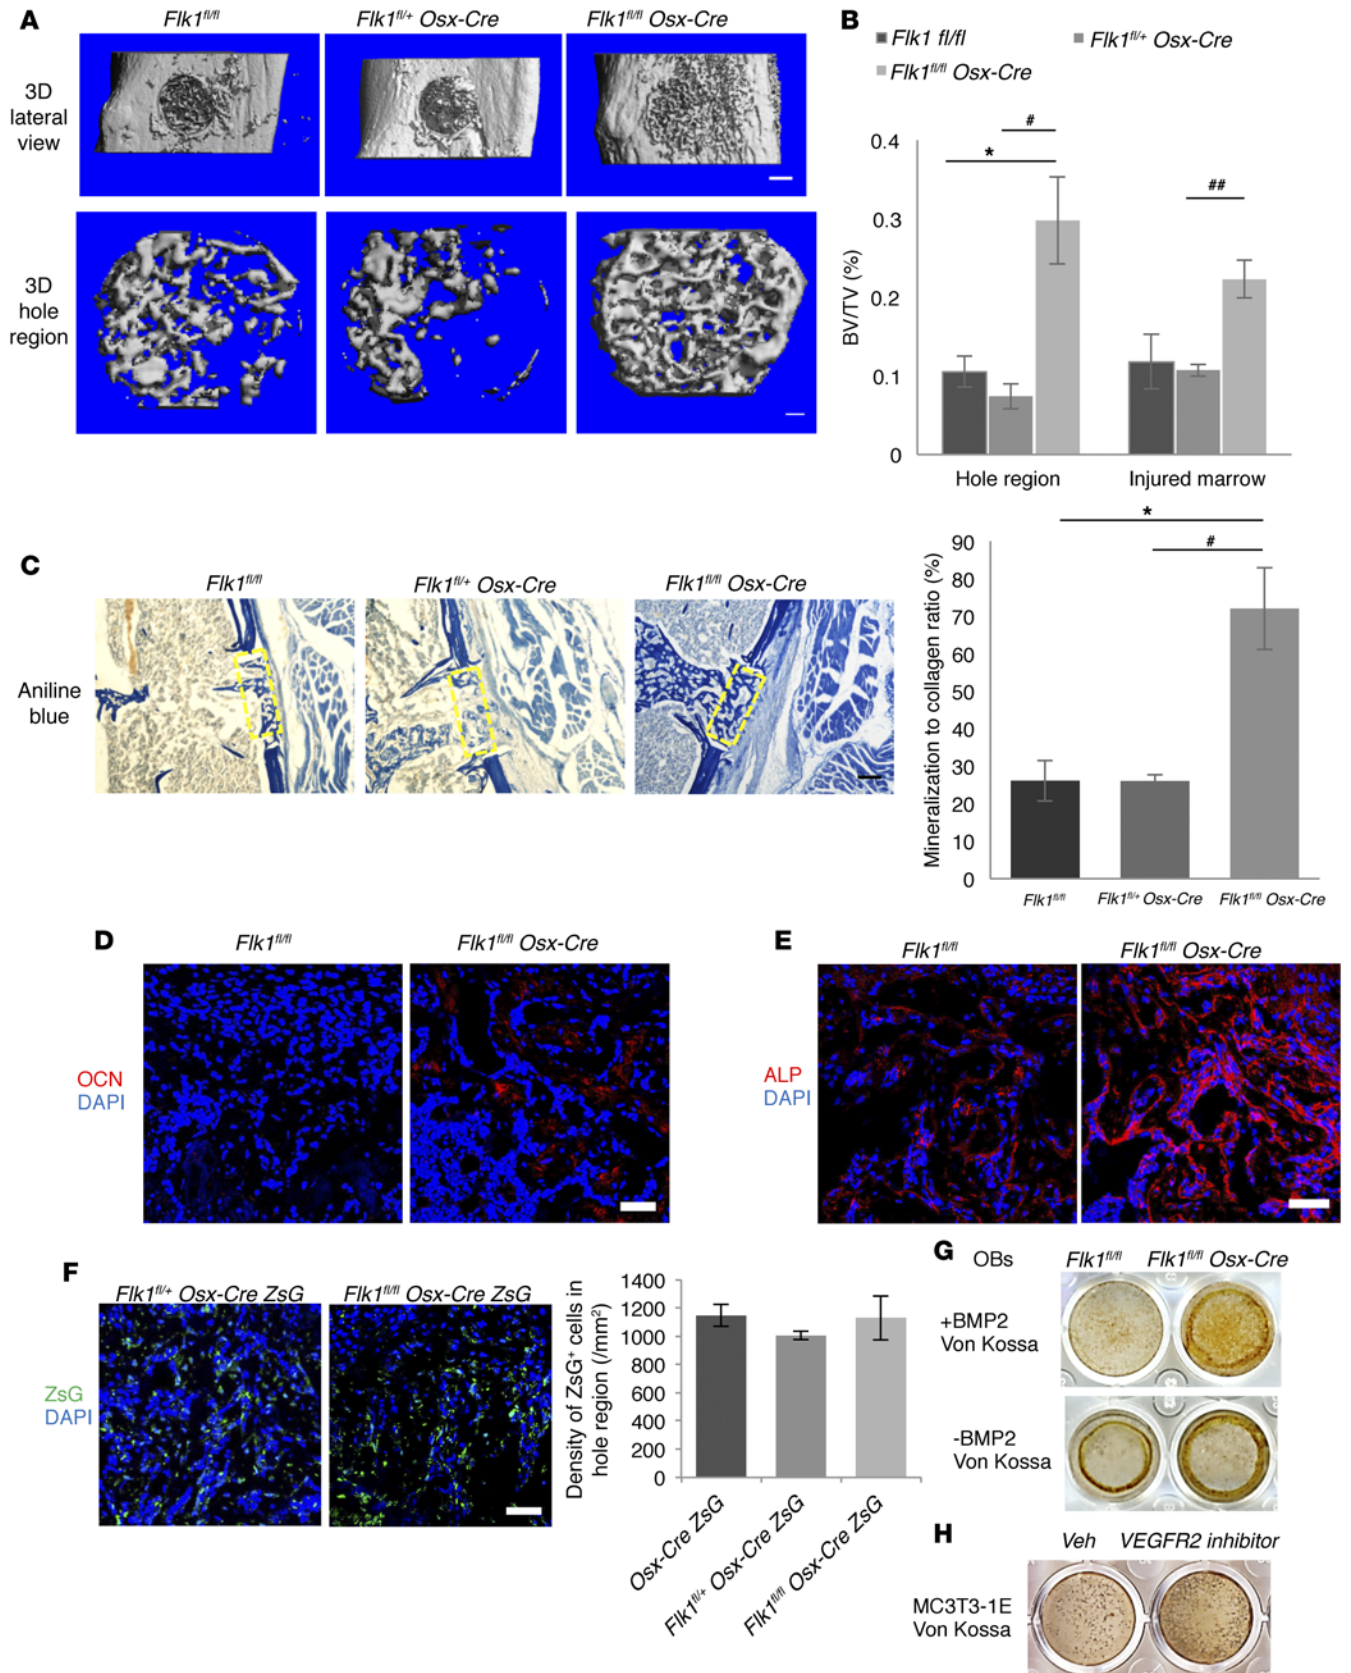 A
Flk1fl/fl
Flk1fl/+ Osx-Cre
Flk1fl/fl Osx-Cre
3D
lateral
view
3D
hole
region
B
Flk1 fl/fl
Flk1fl/+ Osx-Cre
Flk1fl/fl Osx-Cre
BV/TV (%)
0.4
0.3
0.2
0.1
0
*
#
##
Hole region
Injured marrow
C
Flk1fl/fl
Flk1fl/+ Osx-Cre
Flk1fl/fl Osx-Cre
Aniline
blue
Mineralization to collagen ratio (%)
90
80
70
60
50
40
30
20
10
0
*
#
Flk1fl/fl
Flk1fl/+ Osx-Cre
Flk1fl/fl Osx-Cre
D
Flk1fl/fl
Flk1fl/fl Osx-Cre
OCN
DAPI
E
Flk1fl/fl
Flk1fl/fl Osx-Cre
ALP
DAPI
F
Flk1fl/+ Osx-Cre ZsG
Flk1fl/fl Osx-Cre ZsG
ZsG
DAPI
Density of ZsG+ cells in
hole region (/mm2)
1400
1200
1000
800
600
400
200
0
Osx-Cre ZsG
Flk1fl/+ Osx-Cre ZsG
Flk1fl/fl Osx-Cre ZsG
G
OBs
Flk1fl/fl
Flk1fl/fl Osx-Cre
+BMP2
Von Kossa
-BMP2
Von Kossa
H
Veh
VEGFR2 inhibitor
MC3T3-1E
Von Kossa